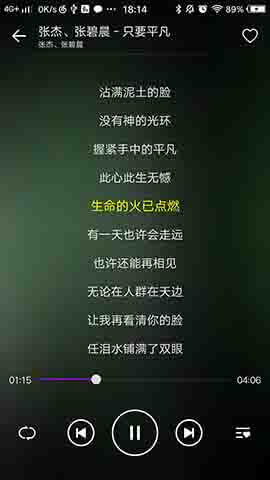 4G+ 0K/s 18:14 89%
张杰、张碧晨 - 只要平凡
张杰、张碧晨
沾满泥土的脸
没有神的光环
握紧手中的平凡
此心此生无憾
生命的火已点燃
有一天也许会走远
也许还能再相见
无论在人群在天边
让我再看清你的脸
任泪水铺满了双眼
01:15 04:06